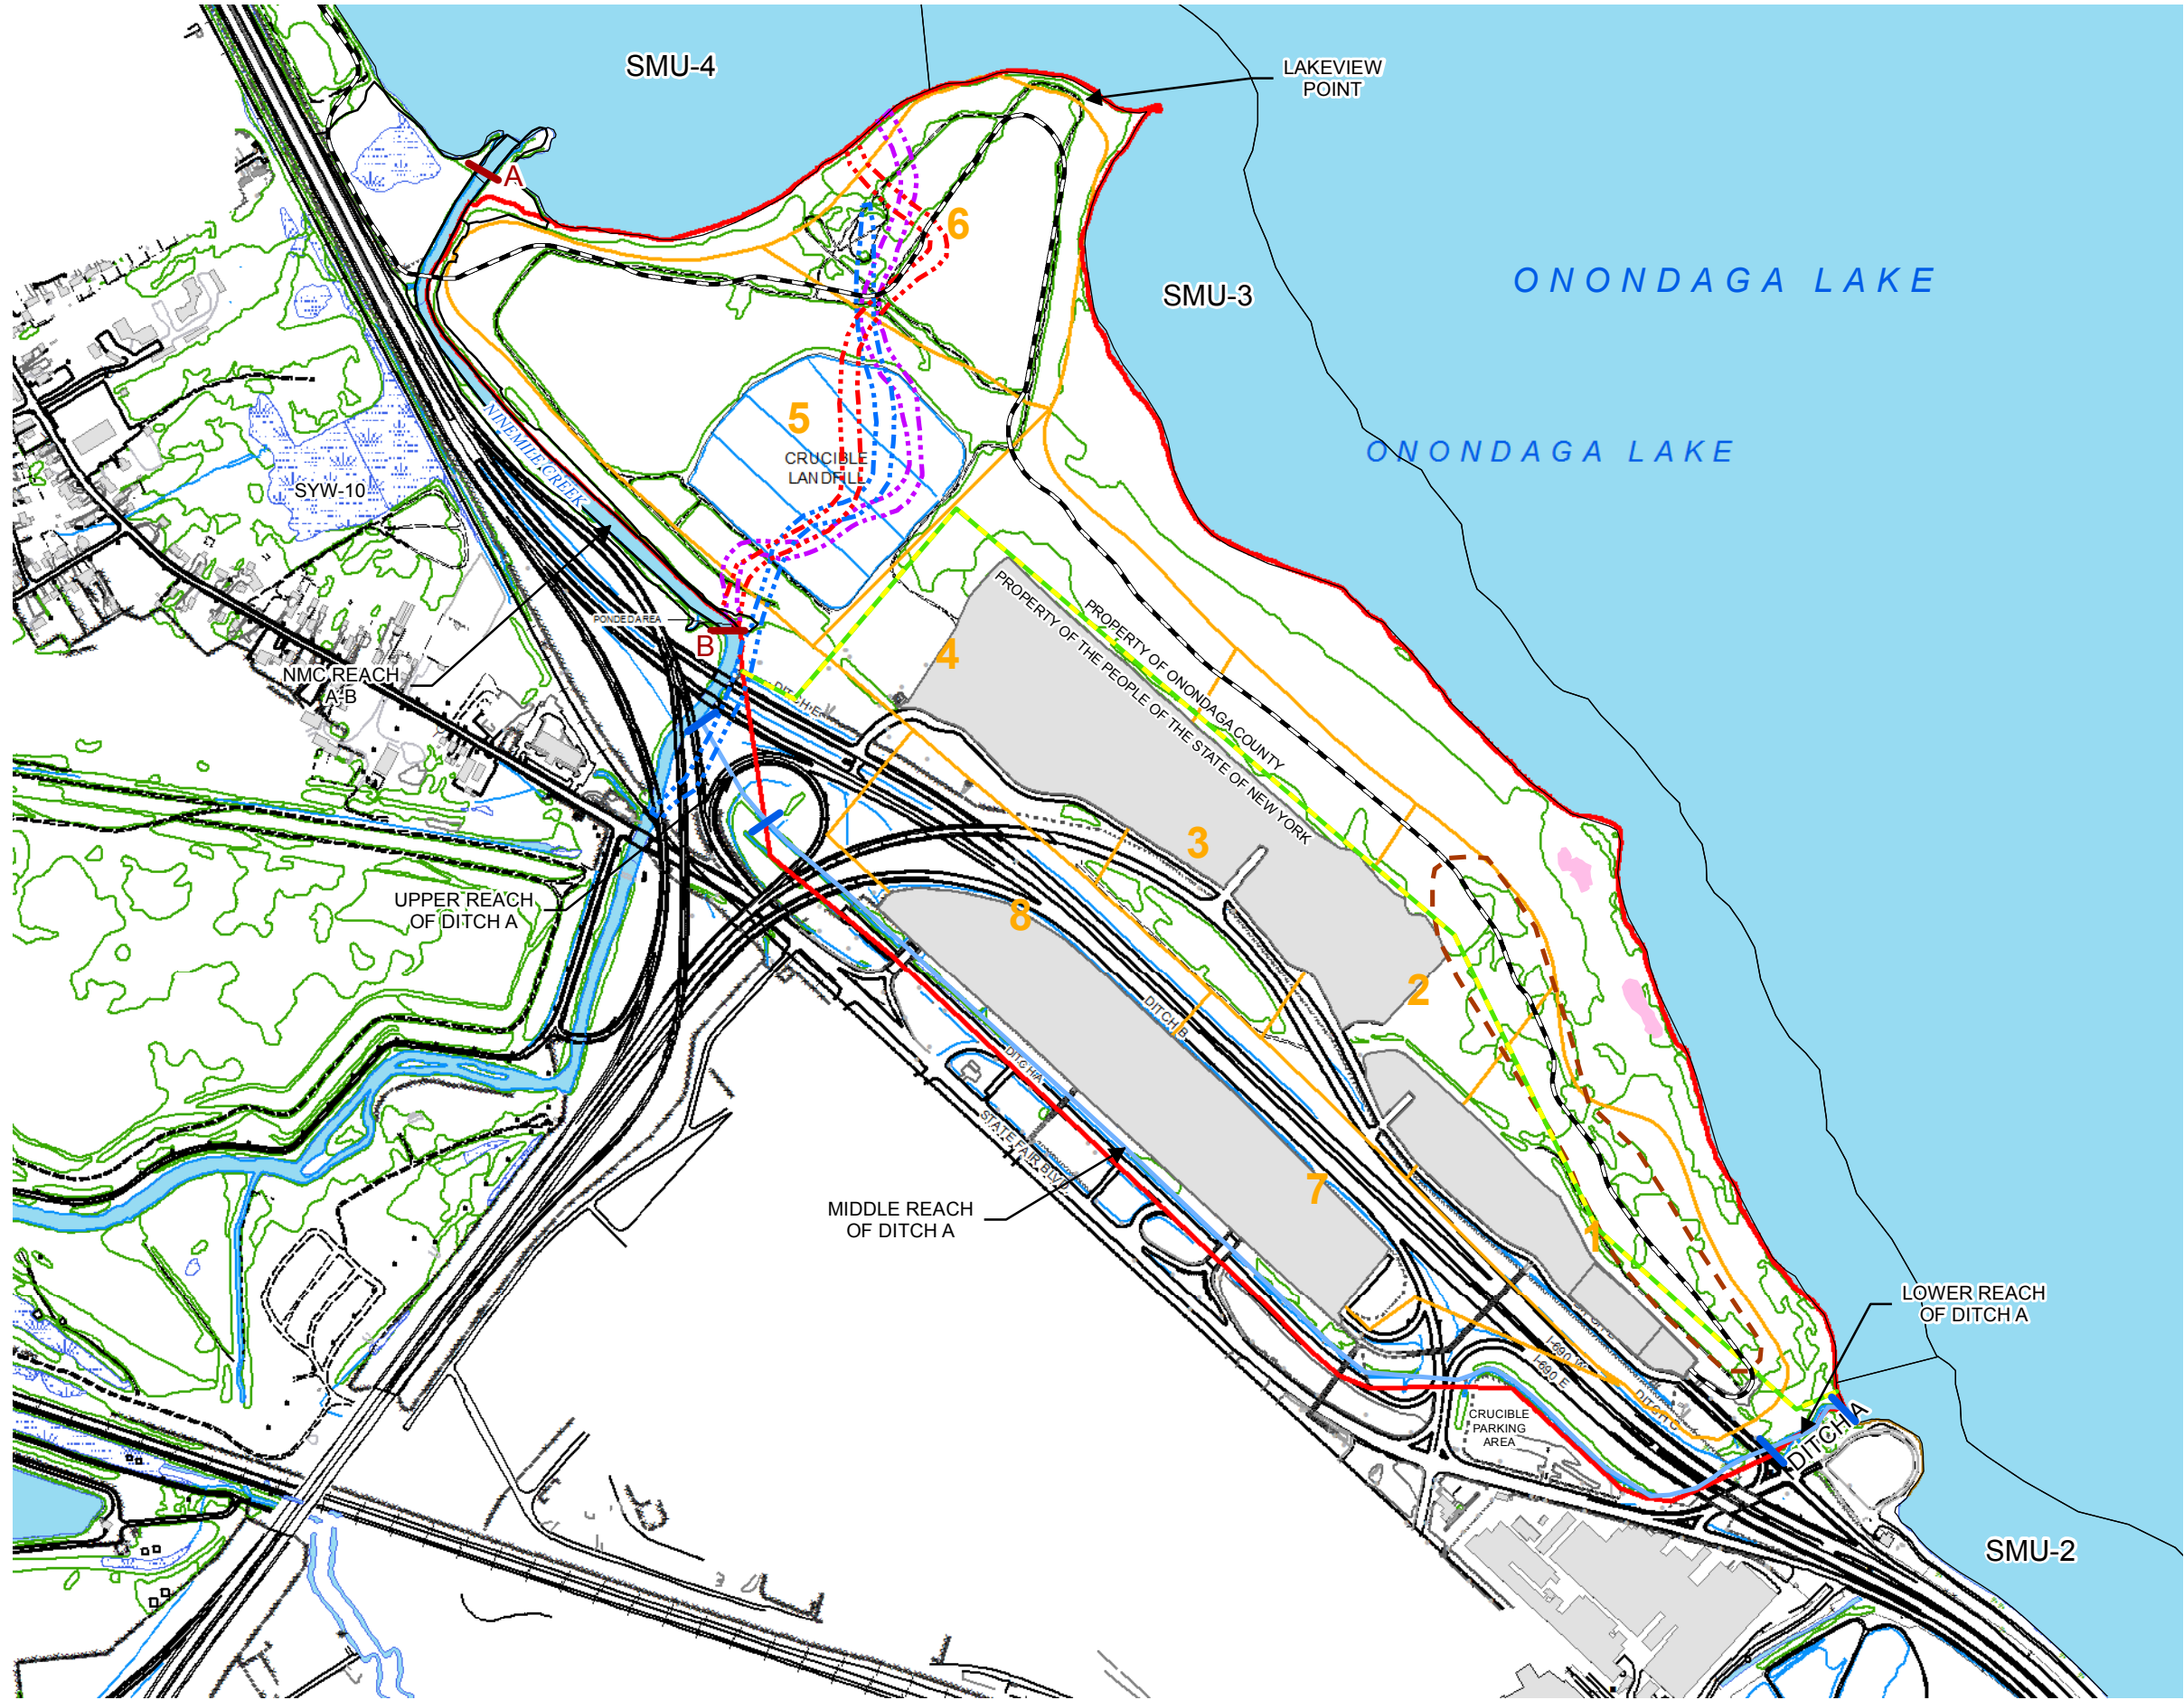 SMU-4
LAKEVIEW
POINT
A
6
ONONDAGA LAKE
SMU-3
5
NINEMILE CREEK
ONONDAGA LAKE
CRUCIBLE
LANDFILL
SYW-10
PROPERTY OF ONONDAGA COUNTY
PROPERTY OF THE PEOPLE OF THE STATE OF NEW YORK
PONDED AREA
B
4
NMC REACH
A-B
DITCH E
3
UPPER REACH
OF DITCH A
8
2
DITCH B
DITCH A
STATE FAIR BLVD.
7
MIDDLE REACH
OF DITCH A
1
LOWER REACH
OF DITCH A
I-690 W
I-690 E
DITCH C
CRUCIBLE
PARKING
AREA
DITCH A
SMU-2